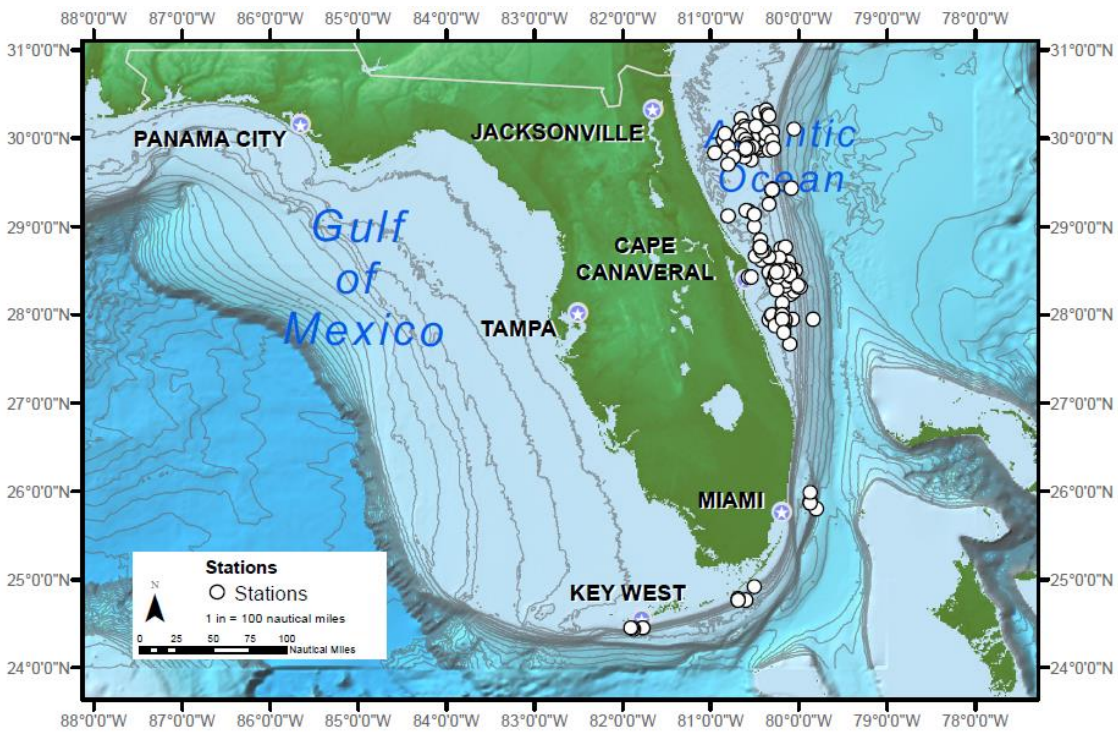 88°0'0"W 87°0'0"W 86°0'0"W 85°0'0"W 84°0'0"W 83°0'0"W 82°0'0"W 81°0'0"W 80°0'0"W 79°0'0"W 78°0'0"W
31°0'0"N 31°0'0"N
30°0'0"N 30°0'0"N
PANAMA CITY
JACKSONVILLE
Atlantic
Ocean
29°0'0"N 29°0'0"N
Gulf
of
Mexico
CAPE
CANAVERAL
28°0'0"N 28°0'0"N
TAMPA
27°0'0"N 27°0'0"N
26°0'0"N 26°0'0"N
MIAMI
25°0'0"N 25°0'0"N
KEY WEST
24°0'0"N 24°0'0"N
Stations
N
Stations
1 in = 100 nautical miles
0 25 50 75 100
Nautical Miles
88°0'0"W 87°0'0"W 86°0'0"W 85°0'0"W 84°0'0"W 83°0'0"W 82°0'0"W 81°0'0"W 80°0'0"W 79°0'0"W 78°0'0"W